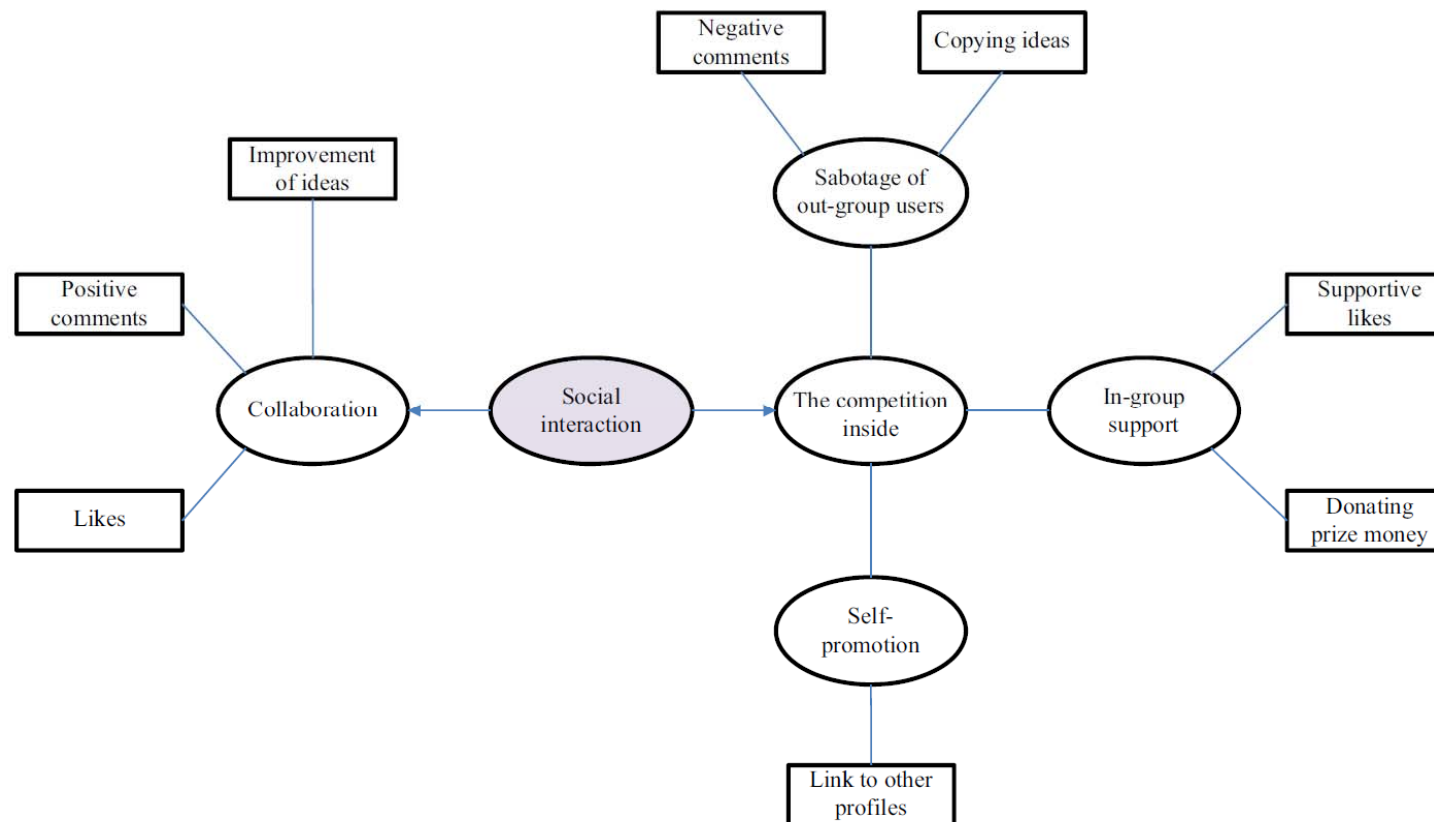 Negative
comments
Copying ideas
Improvement
of ideas
Sabotage of
out-group users
Positive
comments
Supportive
likes
Collaboration
Social
interaction
The competition
inside
In-group
support
Likes
Donating
prize money
Self-
promotion
Link to other
profiles